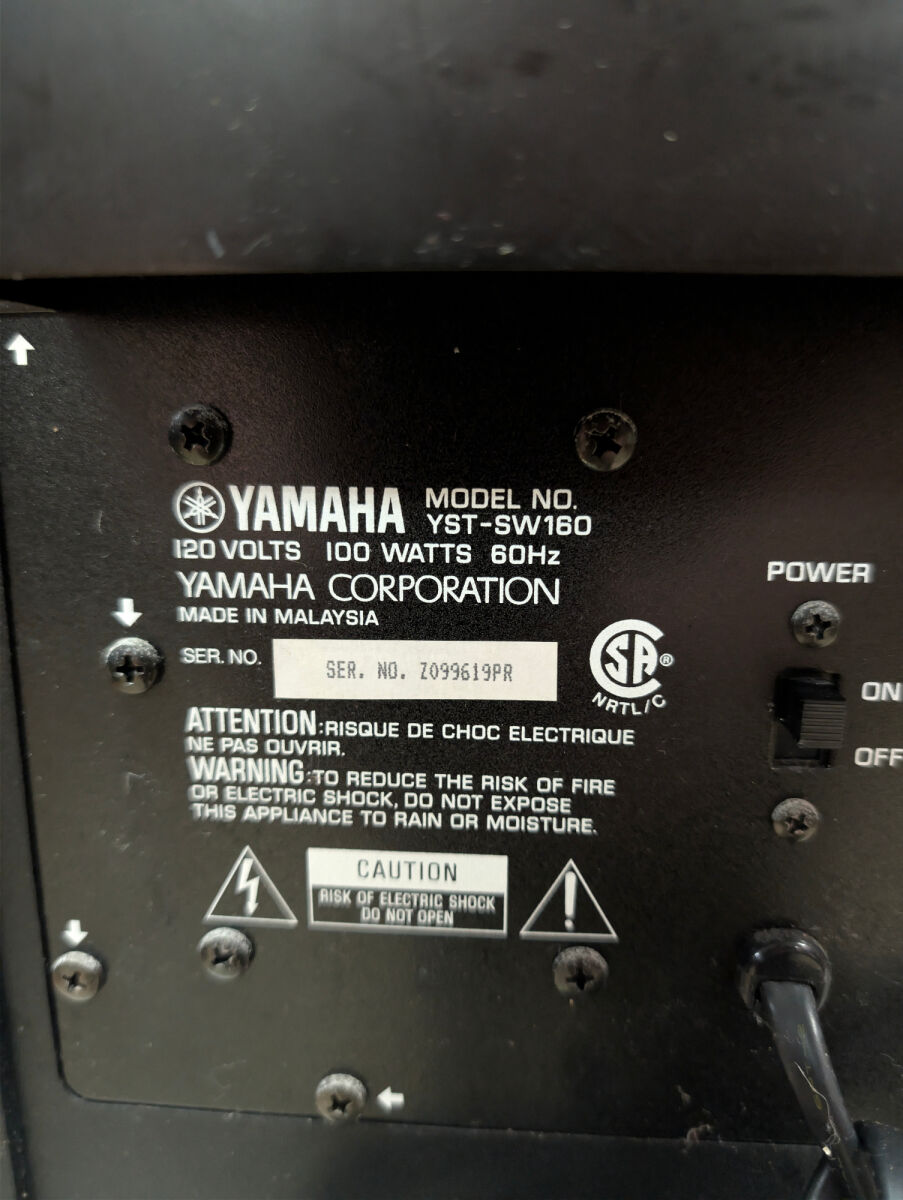 YAMAHA MODEL NO.
YST-SW160
120 VOLTS 100 WATTS 60Hz
YAMAHA CORPORATION
MADE IN MALAYSIA
SER. NO. SER. NO. Z099619PR
SA ®
NRTL/C
ATTENTION:RISQUE DE CHOC ELECTRIQUE
NE PAS OUVRIR.
WARNING:TO REDUCE THE RISK OF FIRE
OR ELECTRIC SHOCK, DO NOT EXPOSE
THIS APPLIANCE TO RAIN OR MOISTURE.
CAUTION
RISK OF ELECTRIC SHOCK
DO NOT OPEN
POWER
ON
OFF